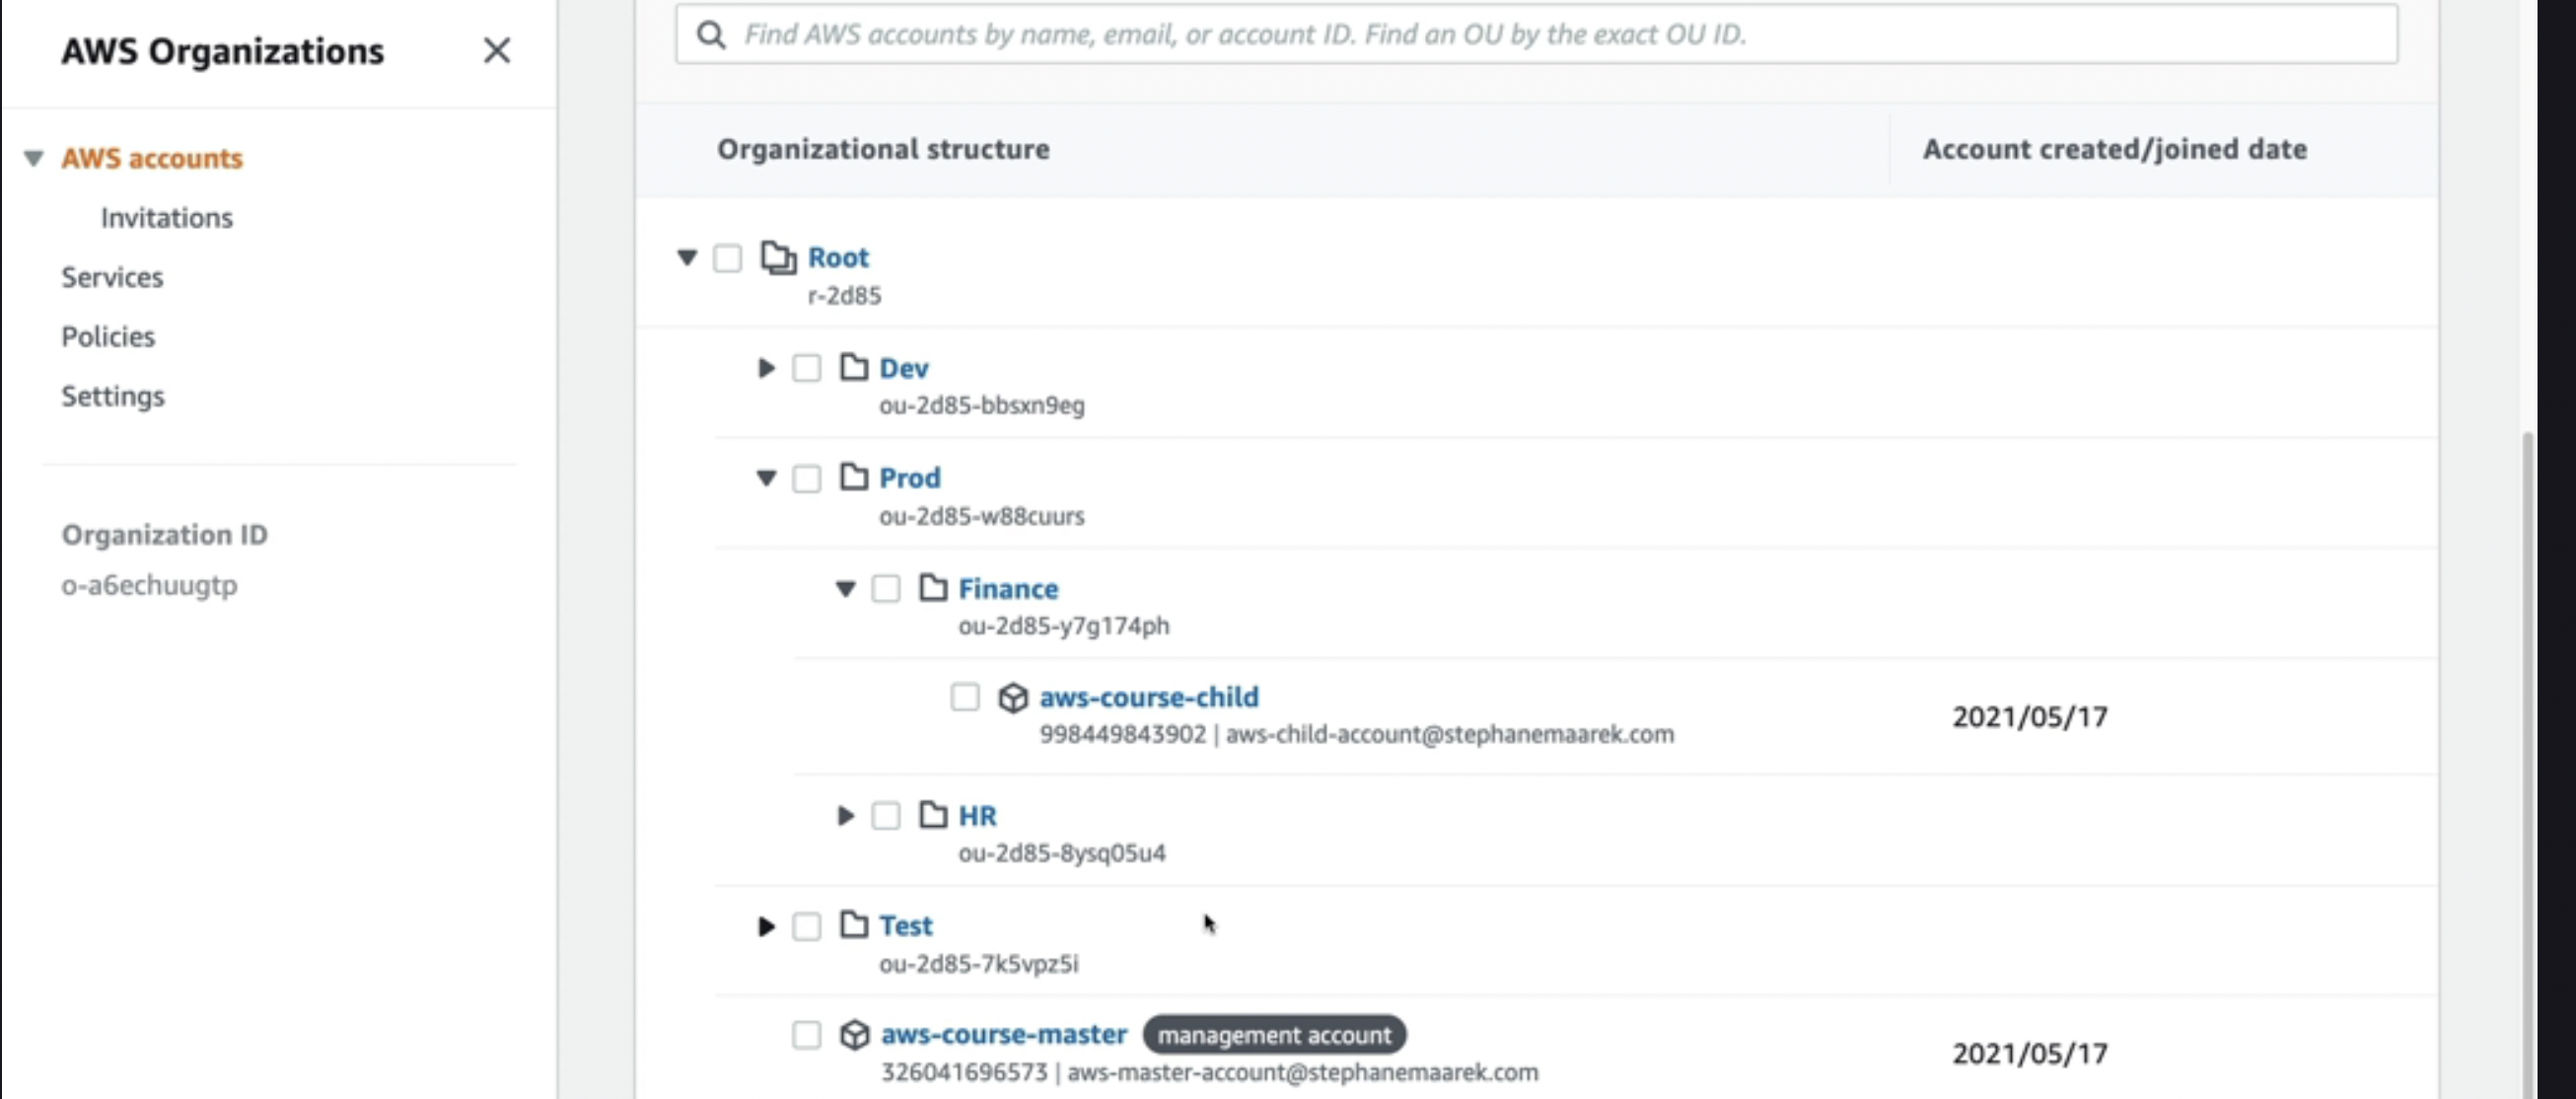 AWS Organizations
AWS accounts
Invitations
Services
Policies
Settings
Organization ID
o-a6echuugtp
Find AWS accounts by name, email, or account ID. Find an OU by the exact OU ID.
Organizational structure
Account created/joined date
Root
r-2d85
Dev
ou-2d85-bbsxn9eg
Prod
ou-2d85-w88cuurs
Finance
ou-2d85-y7g174ph
aws-course-child
998449843902 | aws-child-account@stephanemaarek.com
2021/05/17
HR
ou-2d85-8ysq05u4
Test
ou-2d85-7k5vpz5i
aws-course-master management account
326041696573 | aws-master-account@stephanemaarek.com
2021/05/17